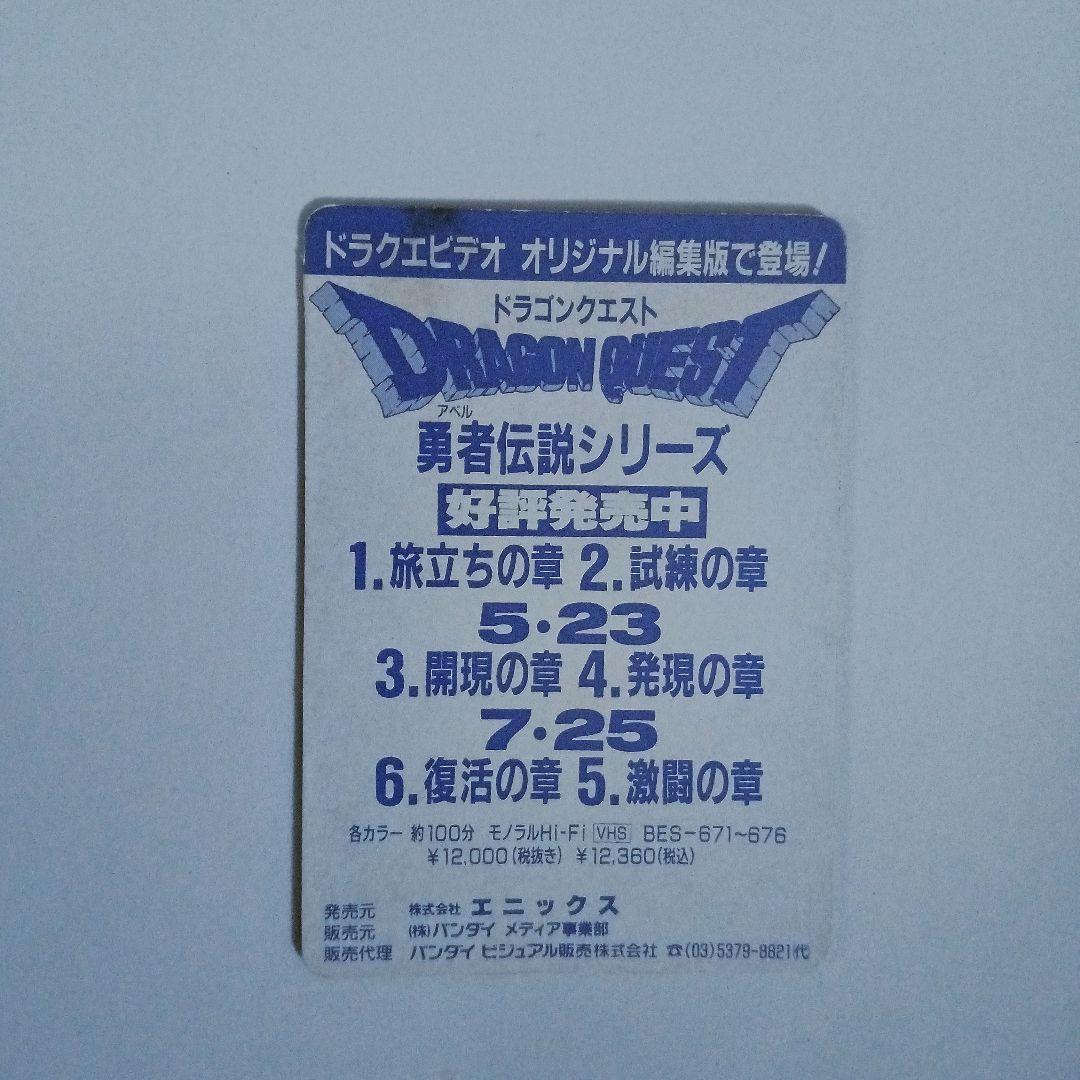 ドラクエビデオ オリジナル編集版で登場!
ドラゴンクエスト
DRAGON QUEST
アベル
勇者伝説シリーズ
好評発売中
1.旅立ちの章 2.試練の章
5・23
3.開現の章 4.発現の章
7・25
6.復活の章 5.激闘の章
各カラー 約100分 モノラルHi-Fi VHS BES-671~676
¥12,000(税抜き) ¥12,360(税込)
発売元 株式会社 エニックス
販売元 (株)バンダイ メディア事業部
販売代理 バンダイ ビジュアル販売株式会社 ☎(03)5379-8821代